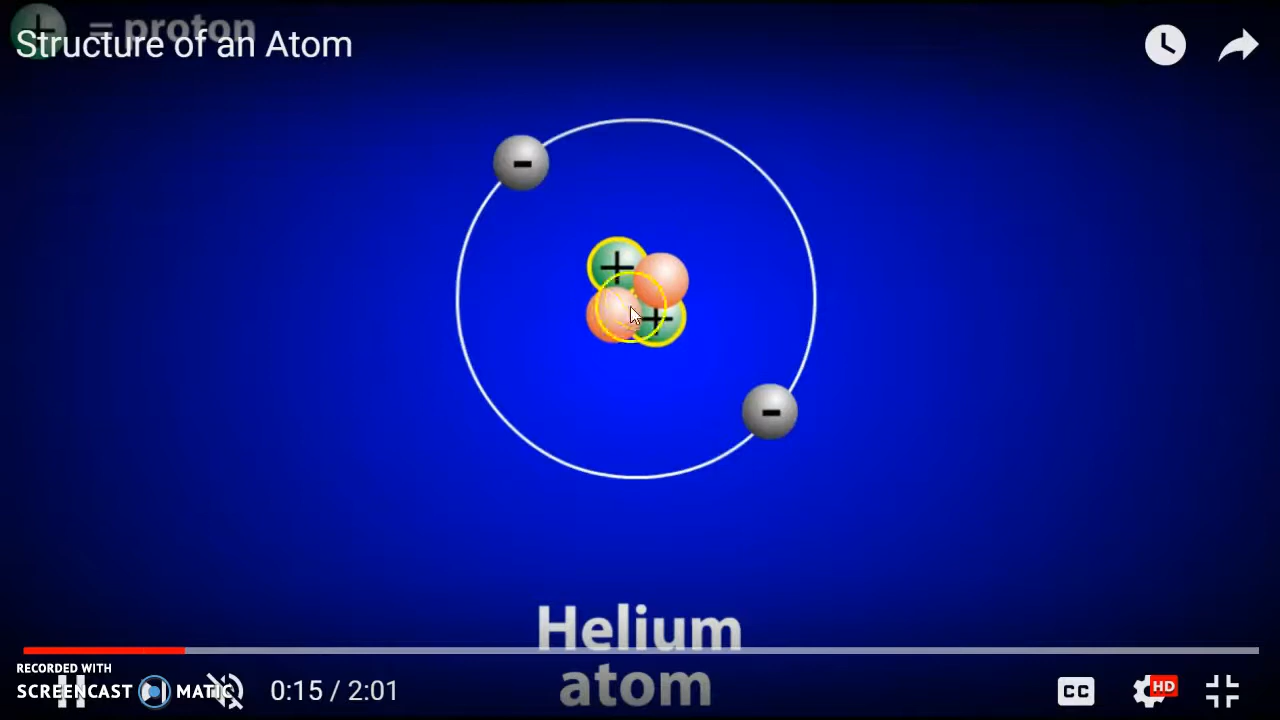 + = proton
Structure of an Atom
-
+
+
-
Helium
atom
RECORDED WITH
SCREENCAST MATIC
0:15 / 2:01
CC
HD